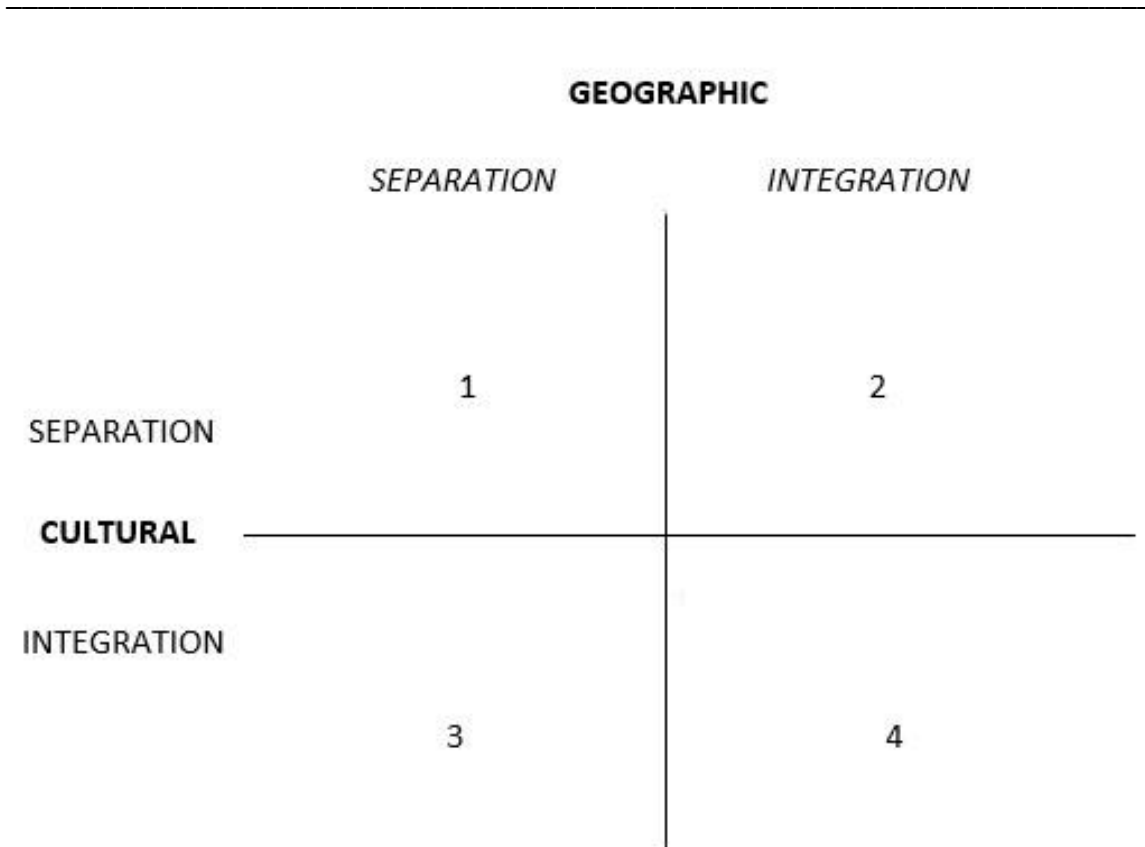 GEOGRAPHIC
SEPARATION INTEGRATION
1 2
SEPARATION
CULTURAL
INTEGRATION
3 4